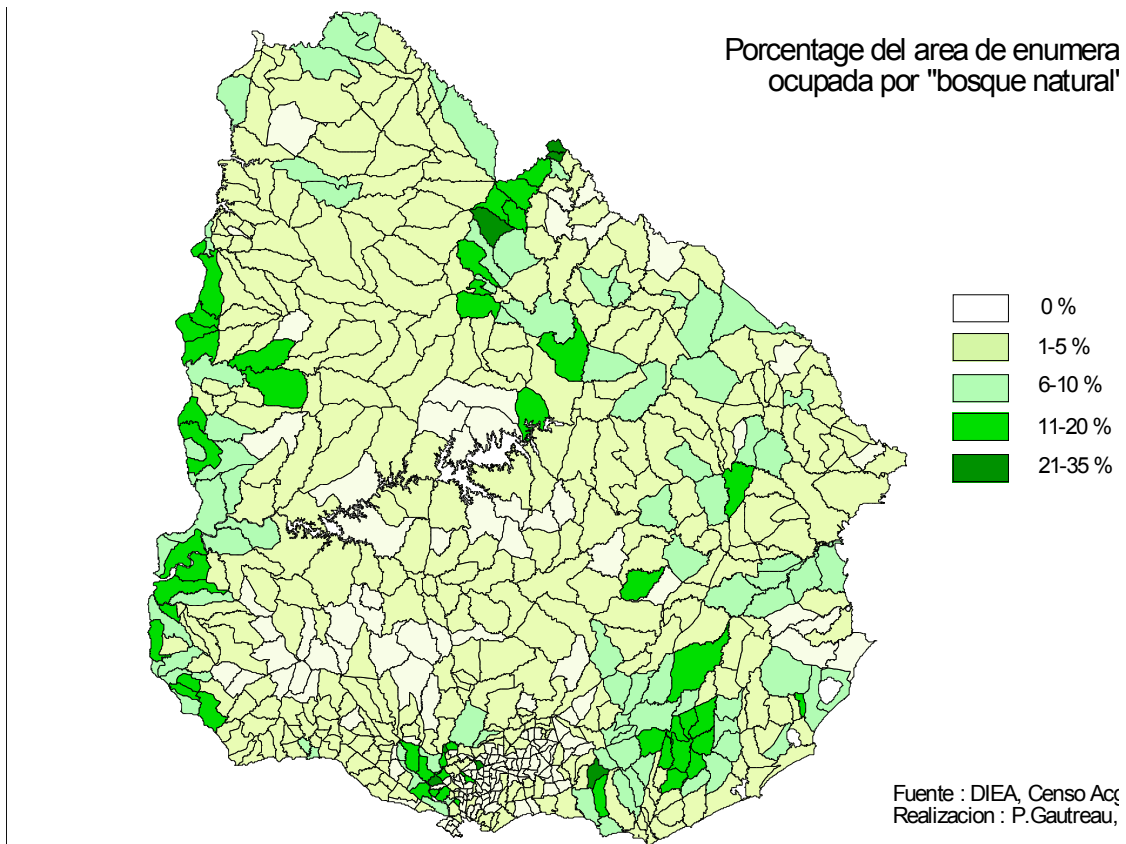 Porcentage del area de enumera
ocupada por "bosque natural"
0 %
1-5 %
6-10 %
11-20 %
21-35 %
Fuente : DIEA, Censo
Realizacion : P.Gautreau,